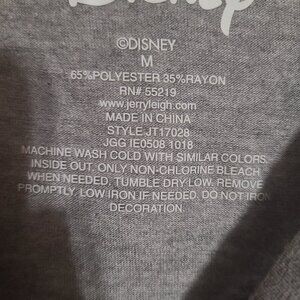 Disney
©DISNEY
M
65%POLYESTER 35%RAYON
RN# 55219
www.jerryleigh.com
MADE IN CHINA
STYLE JT17028
JGG IE0508 1018
MACHINE WASH COLD WITH SIMILAR COLORS,
INSIDE OUT. ONLY NON-CHLORINE BLEACH
WHEN NEEDED. TUMBLE DRY LOW. REMOVE
PROMPTLY. LOW IRON IF NEEDED. DO NOT IRON
DECORATION.